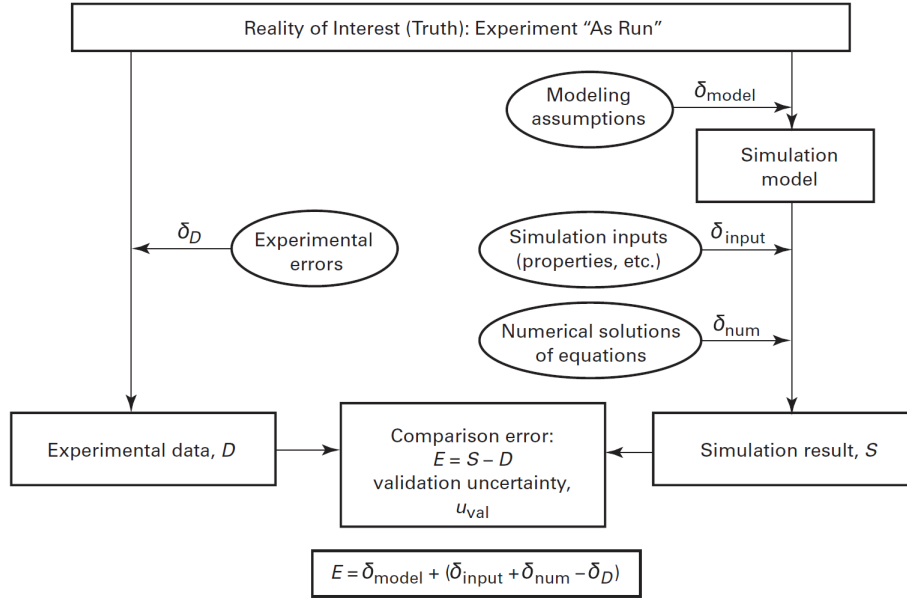 Reality of Interest (Truth): Experiment “As Run”
Modeling
assumptions
δmodel
Simulation
model
δD
Experimental
errors
Simulation inputs
(properties, etc.)
δinput
Numerical solutions
of equations
δnum
Experimental data, D
Comparison error:
E = S – D
validation uncertainty,
uval
Simulation result, S
E = δmodel + (δinput + δnum – δD)